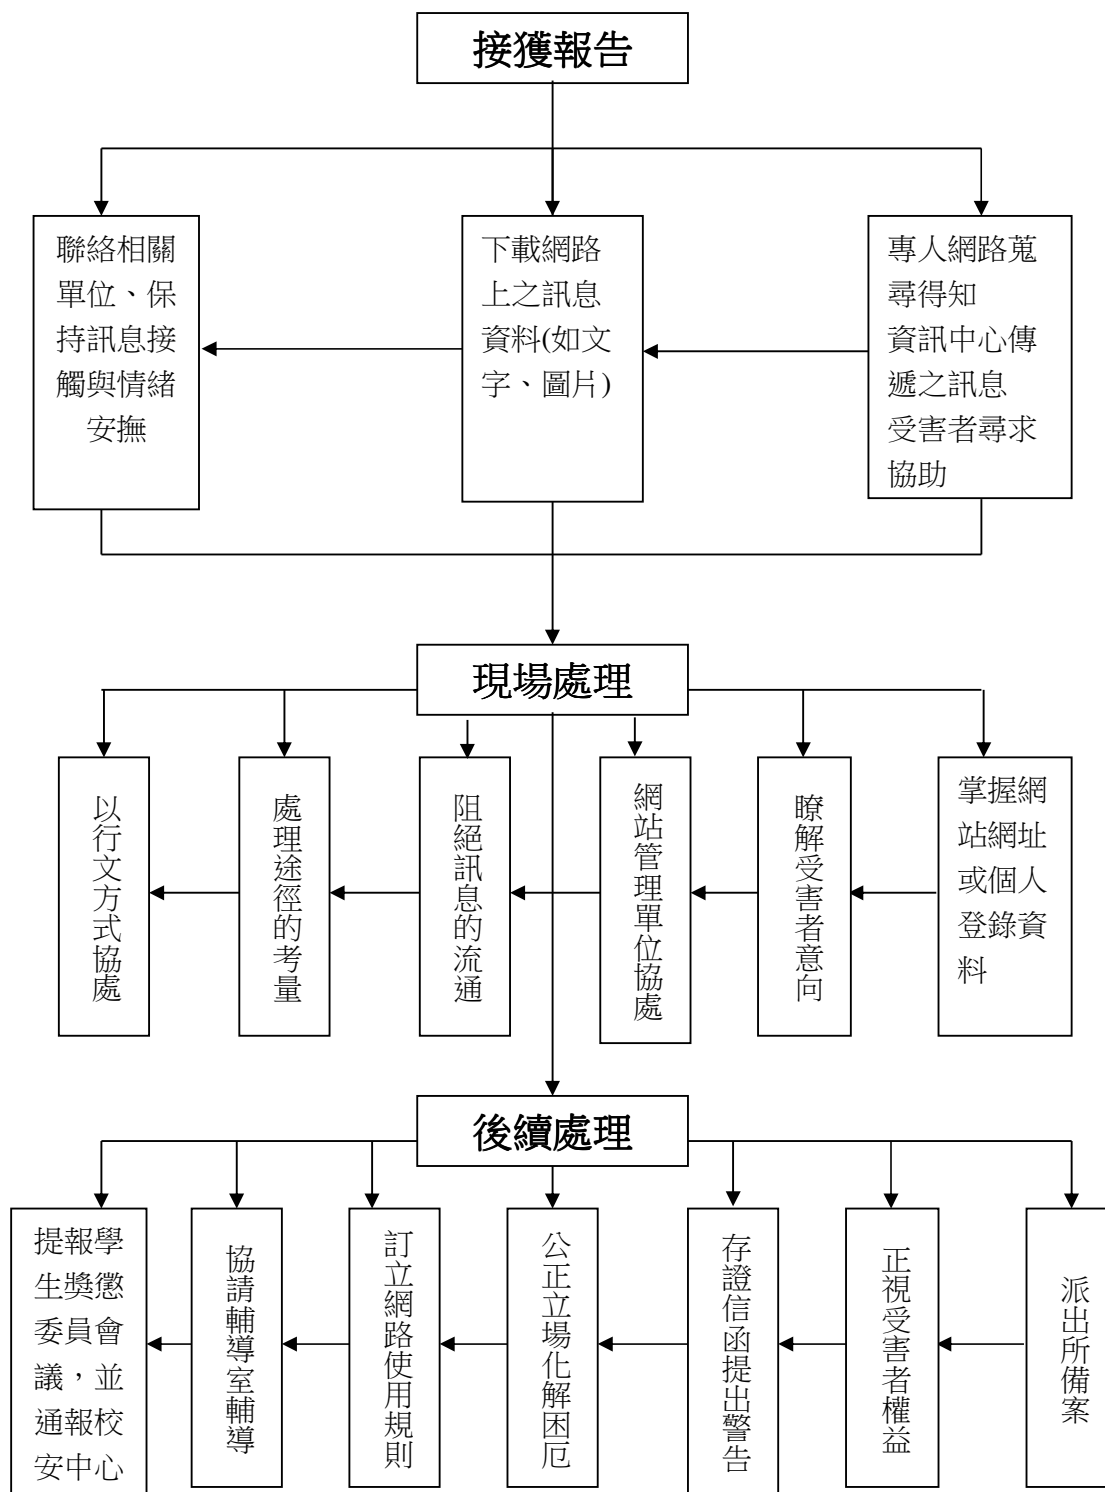 接獲報告
聯絡相關
單位、保
持訊息接
觸與情緒
安撫
下載網路
上之訊息
資料(如文
字、圖片)
專人網路蒐
尋得知
資訊中心傳
遞之訊息
受害者尋求
協助
現場處理
以行文方式協處
處理途徑的考量
阻絕訊息的流通
網站管理單位協處
瞭解受害者意向
掌握網
站網址
或個人
登錄資
料
後續處理
提報學
生獎懲
委員會
議，並
通報校
安中心
協請輔導室輔導
訂立網路使用規則
公正立場化解困厄
存證信函提出警告
正視受害者權益
派出所備案